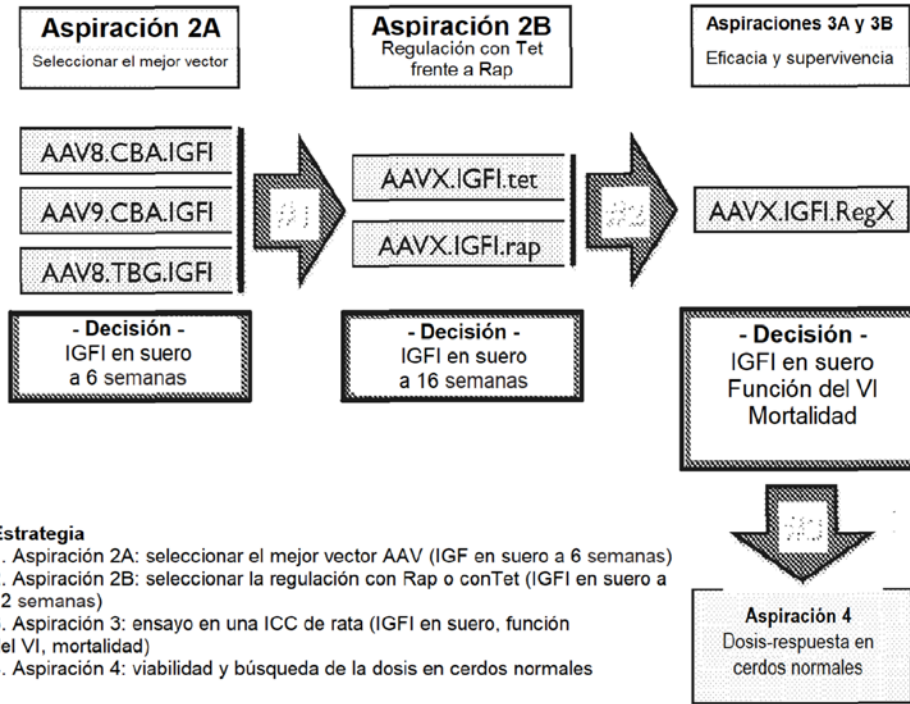 Aspiración 2A
Seleccionar el mejor vector
Aspiración 2B
Regulación con Tet
frente a Rap
Aspiraciones 3A y 3B
Eficacia y supervivencia
AAV8.CBA.IGFI
AAV9.CBA.IGFI
AAV8.TBG.IGFI
#1
AAVX.IGFI.tet
AAVX.IGFI.rap
#2
AAVX.IGFI.RegX
- Decisión -
IGFI en suero
a 6 semanas
- Decisión -
IGFI en suero
a 16 semanas
- Decisión -
IGFI en suero
Función del VI
Mortalidad
#3
Estrategia
. Aspiración 2A: seleccionar el mejor vector AAV (IGF en suero a 6 semanas)
. Aspiración 2B: seleccionar la regulación con Rap o conTet (IGFI en suero a
2 semanas)
. Aspiración 3: ensayo en una ICC de rata (IGFI en suero, función
del VI, mortalidad)
. Aspiración 4: viabilidad y búsqueda de la dosis en cerdos normales
Aspiración 4
Dosis-respuesta en
cerdos normales